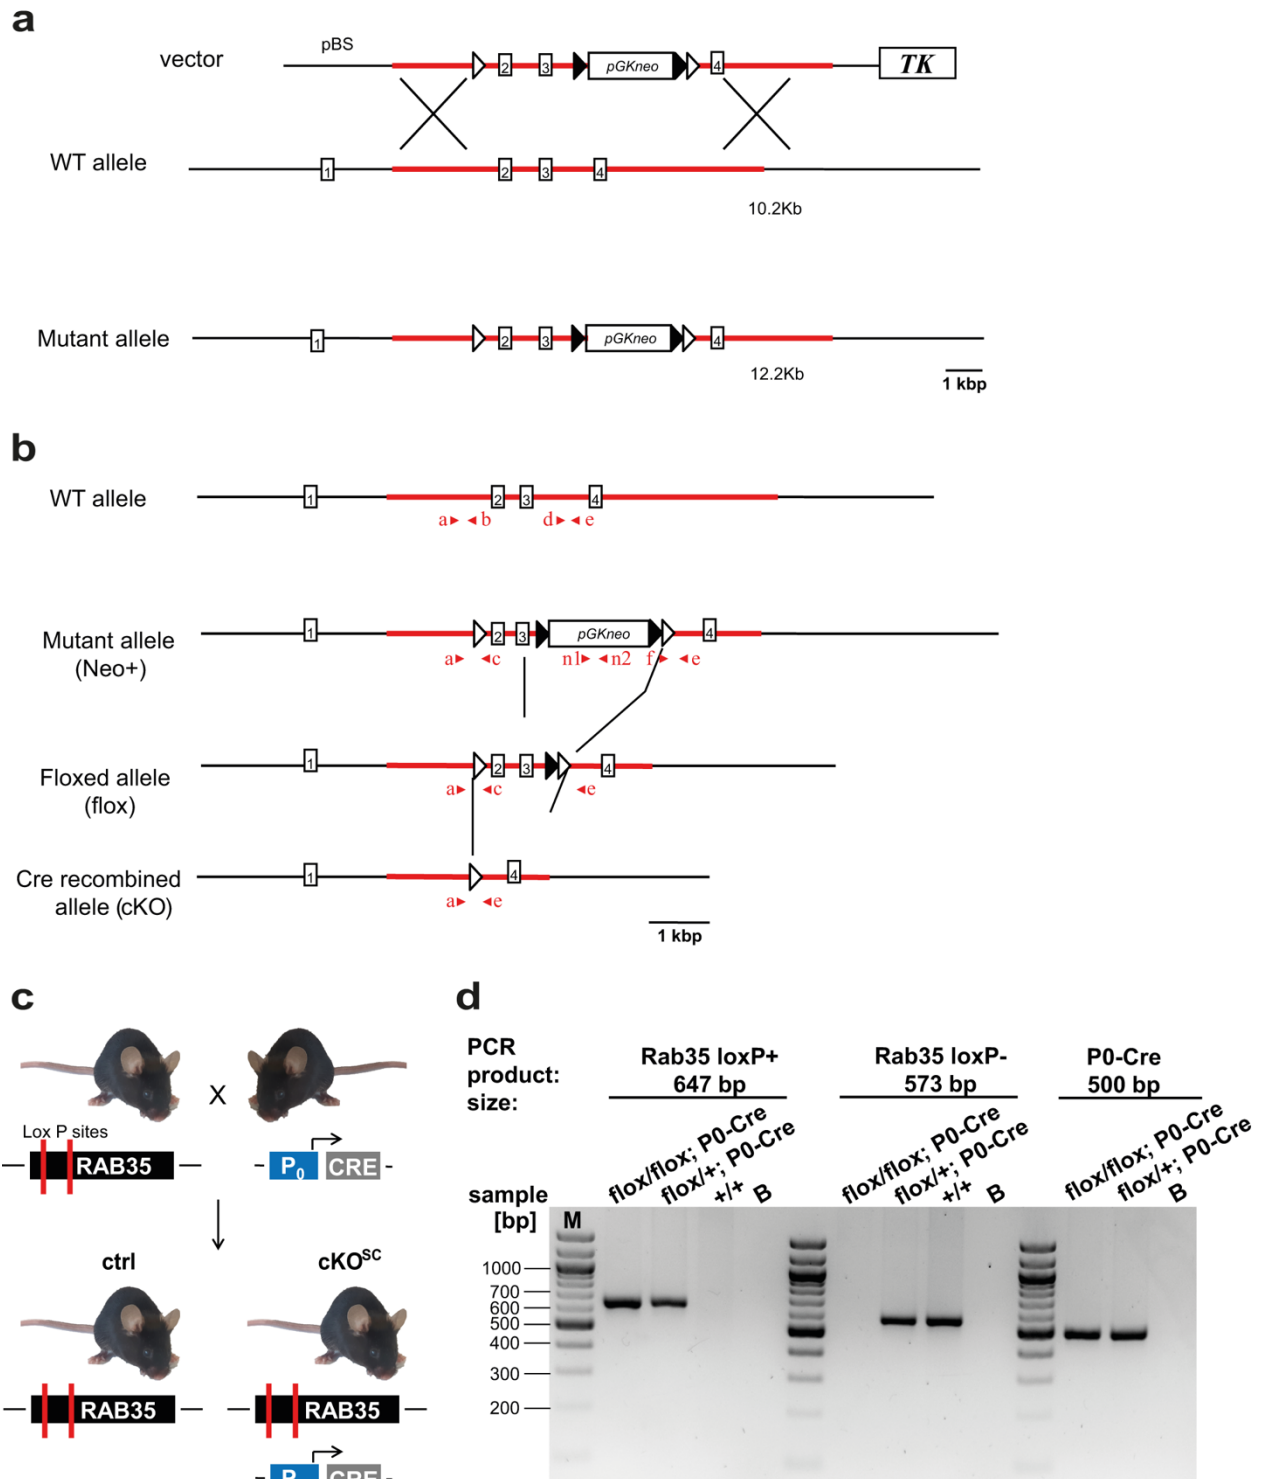 a
pBS
vector
2
3
pGKneo
4
TK
WT allele
1
2
3
4
10.2Kb
Mutant allele
1
2
3
pGKneo
4
12.2Kb
1 kbp
b
WT allele
1
2
3
4
a
b
d
e
Mutant allele
(Neo+)
1
2
3
pGKneo
4
a
c
n1
n2
f
e
Floxed allele
(flox)
1
2
3
4
a
c
e
Cre recombined
allele (cKO)
1
4
a
e
1 kbp
c
X
Lox P sites
RAB35
P0
CRE
ctrl
cKOSC
RAB35
RAB35
P
CRE
d
PCR
product:
size:
Rab35 loxP+
647 bp
Rab35 loxP-
573 bp
P0-Cre
500 bp
sample
[bp]
flox/flox; P0-Cre
flox/+; P0-Cre
+/+
B
flox/flox; P0-Cre
flox/+; P0-Cre
+/+
B
flox/flox; P0-Cre
flox/+; P0-Cre
B
M
1000
700
600
500
400
300
200